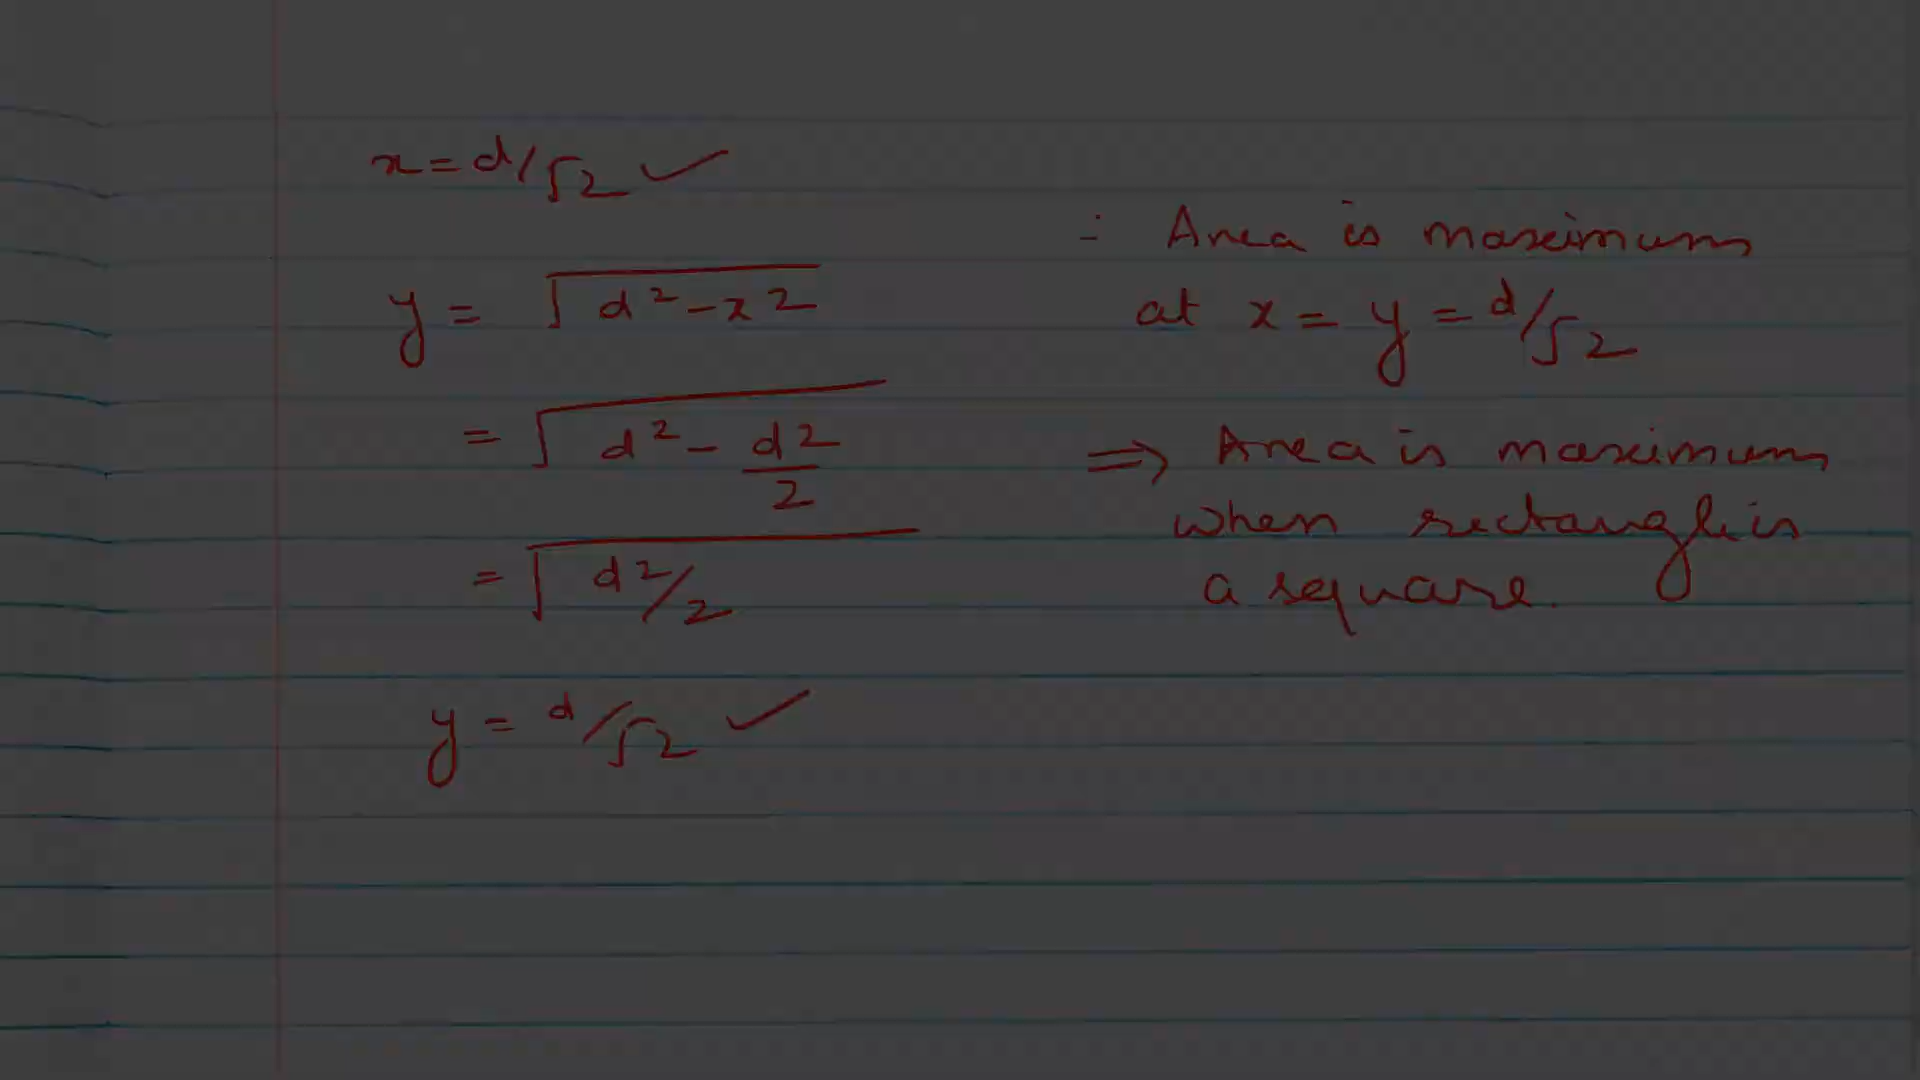 x = d/√2 ✓
y = √(d² - x²)
= √(d² - d²/2)
= √(d²/2)
y = d/√2 ✓
∴ Area is maximum
at x = y = d/√2
⇒ Area is maximum
when rectangle is
a square.